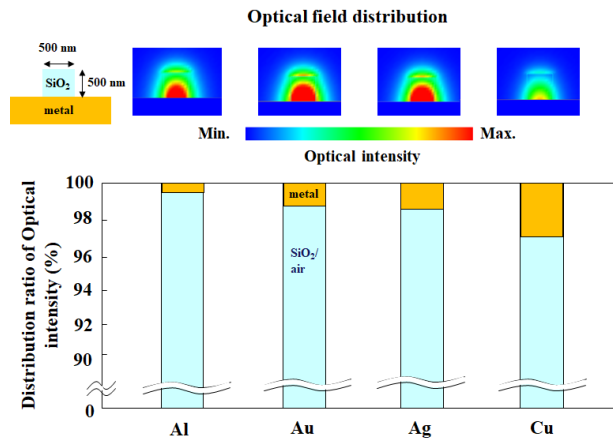 Optical field distribution
500 nm
SiO₂
500 nm
metal
Min.
Max.
Optical intensity
Distribution ratio of Optical
intensity (%)
100
98
96
94
92
90
0
metal
SiO₂/
air
Al
Au
Ag
Cu